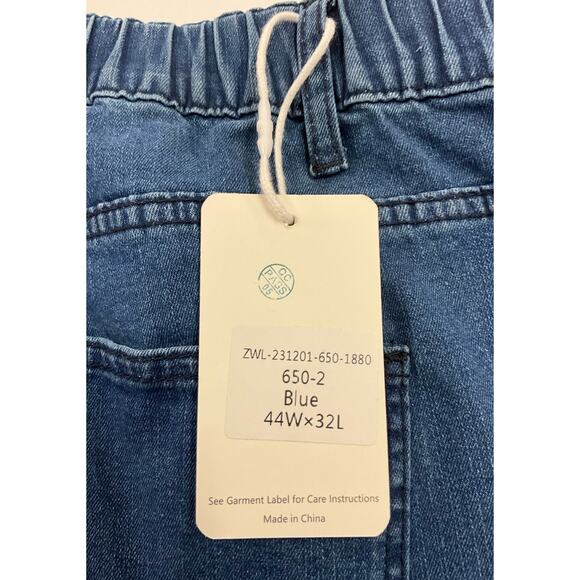 QC
PASS
05
ZWL-231201-650-1880
650-2
Blue
44W×32L
See Garment Label for Care Instructions
Made in China